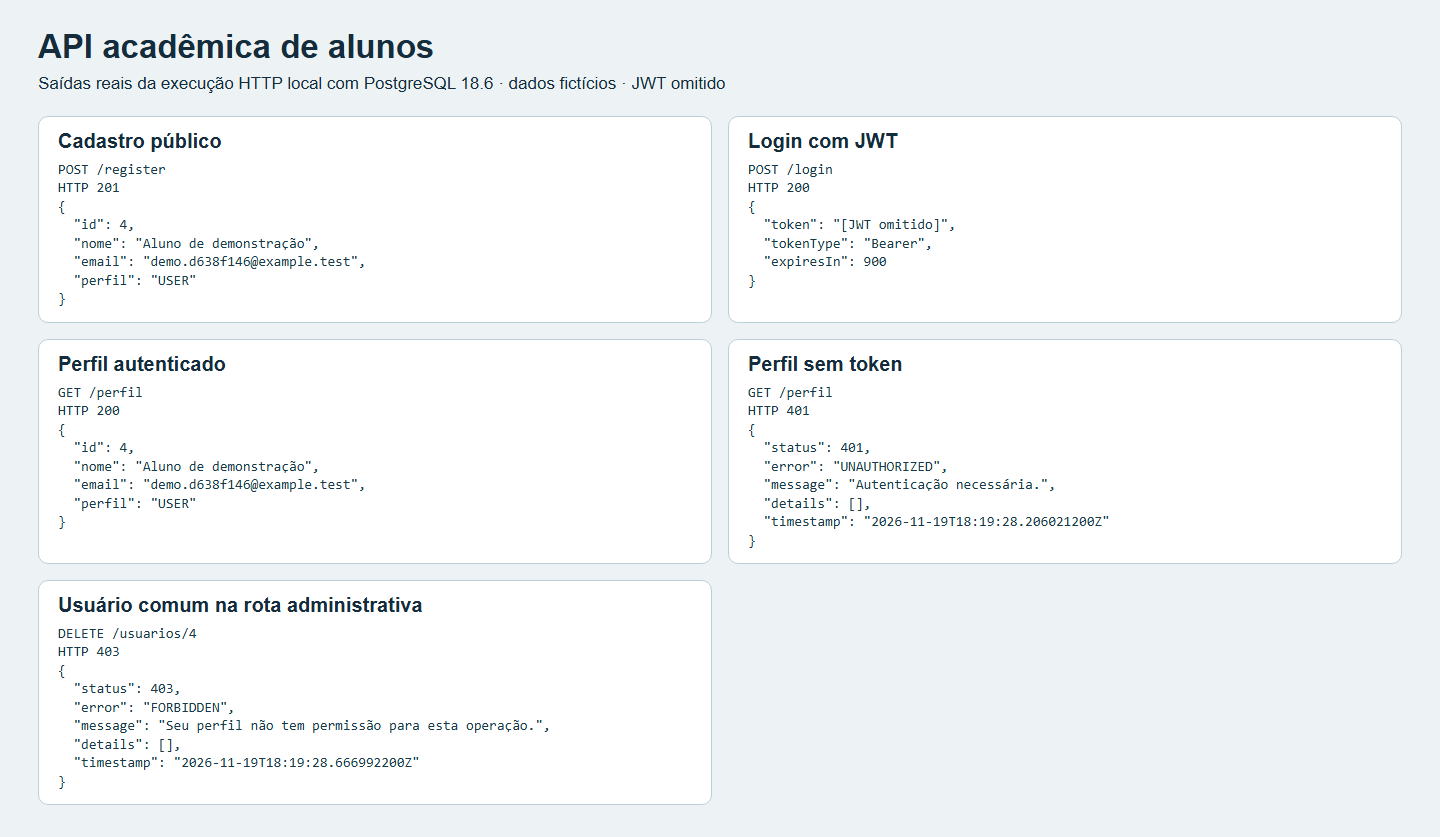 API acadêmica de alunos
Saídas reais da execução HTTP local com PostgreSQL 18.6 · dados fictícios · JWT omitido
Cadastro público
POST /register
HTTP 201
{
  "id": 4,
  "nome": "Aluno de demonstração",
  "email": "demo.d638f146@example.test",
  "perfil": "USER"
}
Login com JWT
POST /login
HTTP 200
{
  "token": "[JWT omitido]",
  "tokenType": "Bearer",
  "expiresIn": 900
}
Perfil autenticado
GET /perfil
HTTP 200
{
  "id": 4,
  "nome": "Aluno de demonstração",
  "email": "demo.d638f146@example.test",
  "perfil": "USER"
}
Perfil sem token
GET /perfil
HTTP 401
{
  "status": 401,
  "error": "UNAUTHORIZED",
  "message": "Autenticação necessária.",
  "details": [],
  "timestamp": "2026-11-19T18:19:28.206021200Z"
}
Usuário comum na rota administrativa
DELETE /usuarios/4
HTTP 403
{
  "status": 403,
  "error": "FORBIDDEN",
  "message": "Seu perfil não tem permissão para esta operação.",
  "details": [],
  "timestamp": "2026-11-19T18:19:28.666992200Z"
}